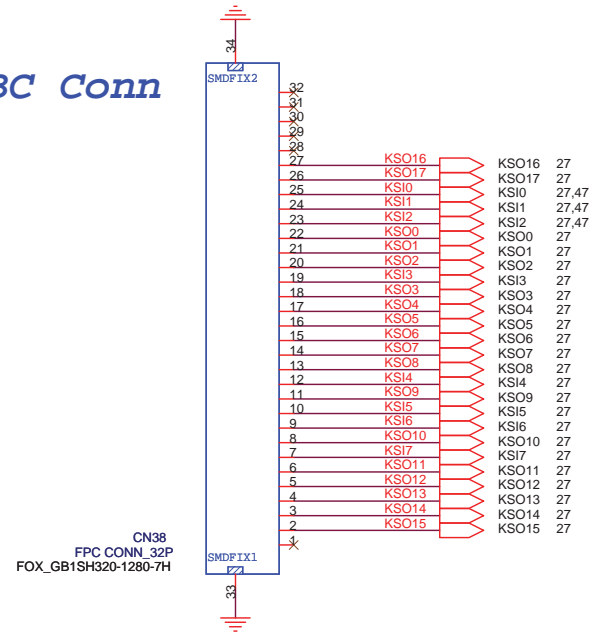 34
BC Conn
SMDFIX2
32
31
30
29
28
27 KSO16 KSO16 27
26 KSO17 KSO17 27
25 KSI0 KSI0 27,47
24 KSI1 KSI1 27,47
23 KSI2 KSI2 27,47
22 KSO0 KSO0 27
21 KSO1 KSO1 27
20 KSO2 KSO2 27
19 KSI3 KSI3 27
18 KSO3 KSO3 27
17 KSO4 KSO4 27
16 KSO5 KSO5 27
15 KSO6 KSO6 27
14 KSO7 KSO7 27
13 KSO8 KSO8 27
12 KSI4 KSI4 27
11 KSO9 KSO9 27
10 KSI5 KSI5 27
9 KSI6 KSI6 27
8 KSO10 KSO10 27
7 KSI7 KSI7 27
6 KSO11 KSO11 27
5 KSO12 KSO12 27
4 KSO13 KSO13 27
3 KSO14 KSO14 27
2 KSO15 KSO15 27
1
CN38
FPC CONN_32P
FOX_GB1SH320-1280-7H
SMDFIX1
33